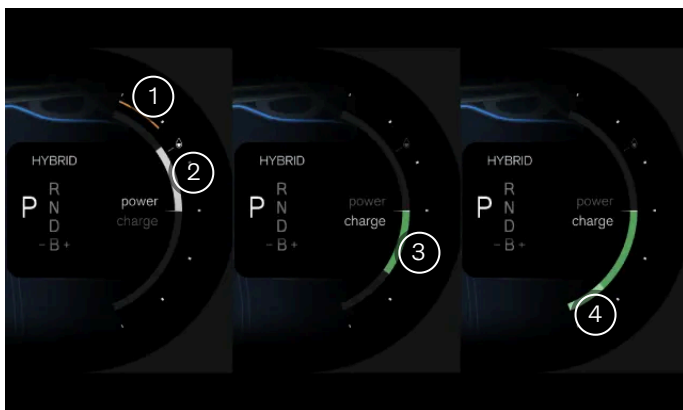 1
2
HYBRID
P
R
N
D
- B +
power
charge
HYBRID
P
R
N
D
- B +
power
charge
3
HYBRID
P
R
N
D
- B +
power
charge
4